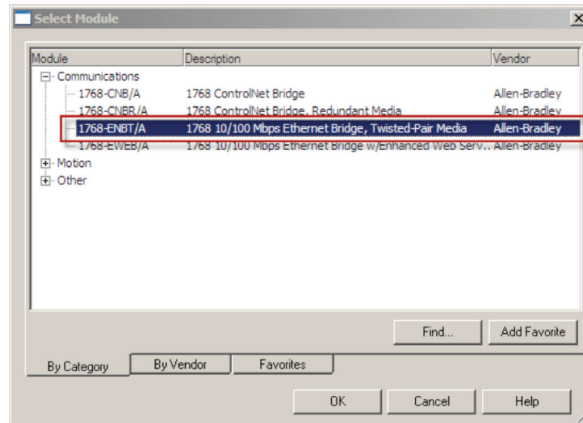 Select Module
Module Description Vendor
Communications
1768-CNB/A 1768 ControlNet Bridge Allen-Bradley
1768-CNBR/A 1768 ControlNet Bridge, Redundant Media Allen-Bradley
1768-ENBT/A 1768 10/100 Mbps Ethernet Bridge, Twisted-Pair Media Allen-Bradley
1768-EWEB/A 1768 10/100 Mbps Ethernet Bridge w/Enhanced Web Serv.. Allen-Bradley
Motion
Other
Find... Add Favorite
By Category By Vendor Favorites
OK Cancel Help